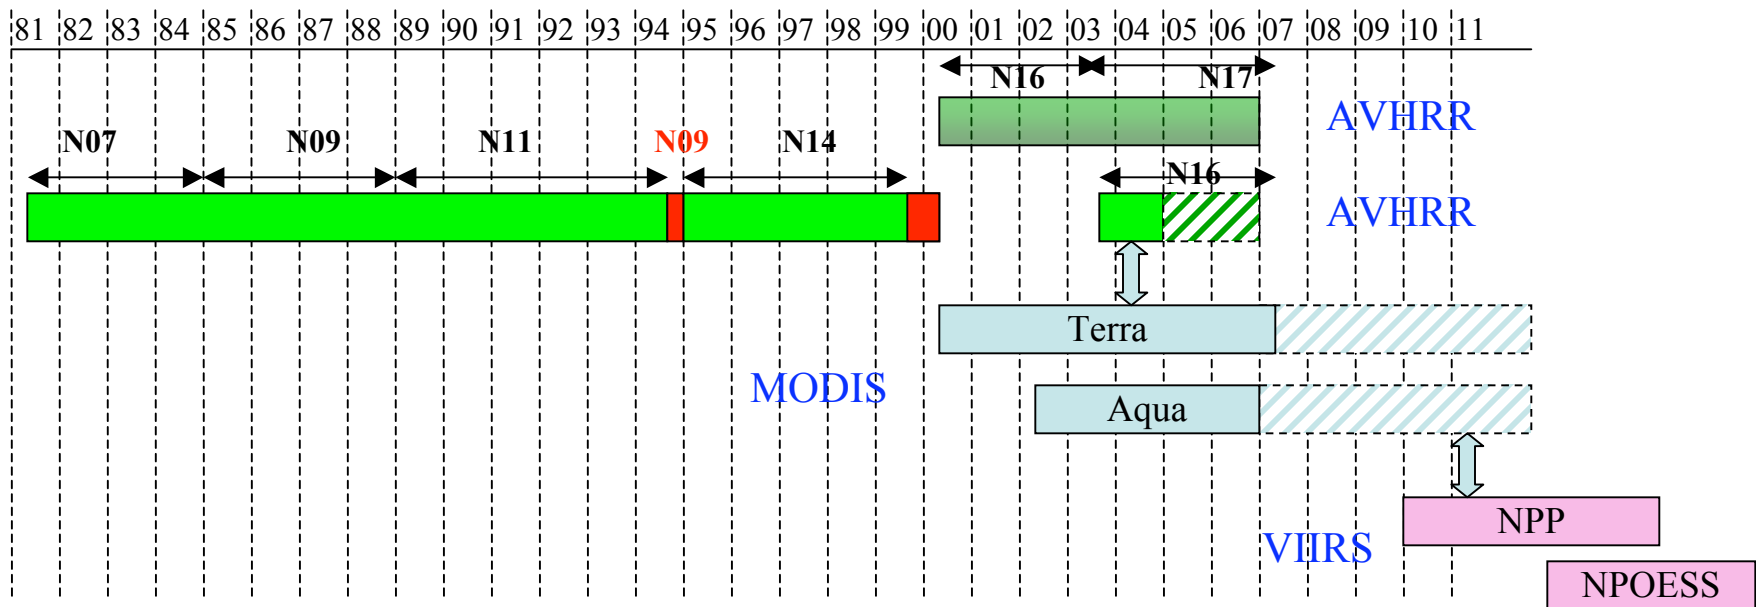 81 82 83 84 85 86 87 88 89 90 91 92 93 94 95 96 97 98 99 00 01 02 03 04 05 06 07 08 09 10 11
N16 N17
AVHRR
N07 N09 N11 N09 N14
N16
AVHRR
Terra
MODIS
Aqua
NPP
VIIRS
NPOESS